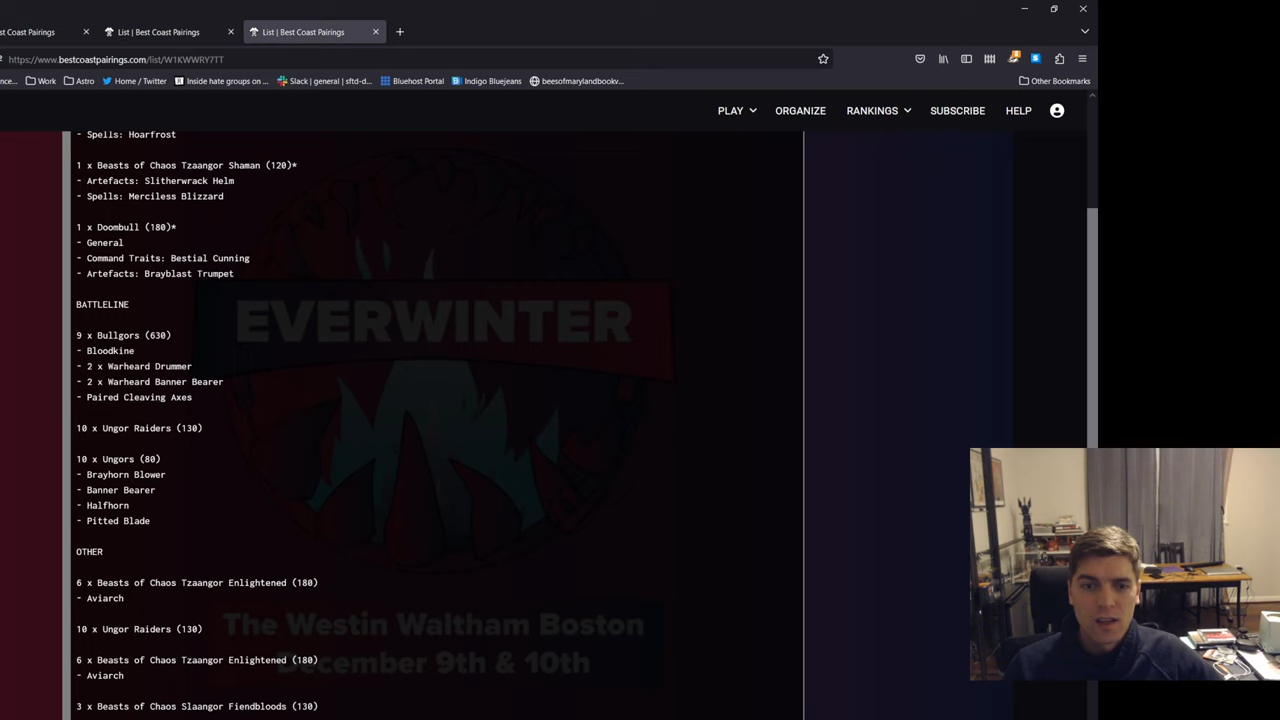 st Coast Pairings
List | Best Coast Pairings
List | Best Coast Pairings
https://www.bestcoastpairings.com/list/W1KWWRY7TT
nce...
Work
Astro
Home / Twitter
Inside hate groups on ...
Slack | general | sftd-d...
Bluehost Portal
Indigo Bluejeans
beesofmarylandbookv...
Other Bookmarks
PLAY
ORGANIZE
RANKINGS
SUBSCRIBE
HELP
- Spells: Hoarfrost
1 x Beasts of Chaos Tzaangor Shaman (120)*
- Artefacts: Slitherwrack Helm
- Spells: Merciless Blizzard
1 x Doombull (180)*
- General
- Command Traits: Bestial Cunning
- Artefacts: Brayblast Trumpet
BATTLELINE
EVERWINTER
9 x Bullgors (630)
- Bloodkine
- 2 x Warheard Drummer
- 2 x Warheard Banner Bearer
- Paired Cleaving Axes
10 x Ungor Raiders (130)
10 x Ungors (80)
- Brayhorn Blower
- Banner Bearer
- Halfhorn
- Pitted Blade
OTHER
6 x Beasts of Chaos Tzaangor Enlightened (180)
- Aviarch
10 x Ungor Raiders (130)
The Westin Waltham Boston
December 9th & 10th
6 x Beasts of Chaos Tzaangor Enlightened (180)
- Aviarch
3 x Beasts of Chaos Slaangor Fiendbloods (130)